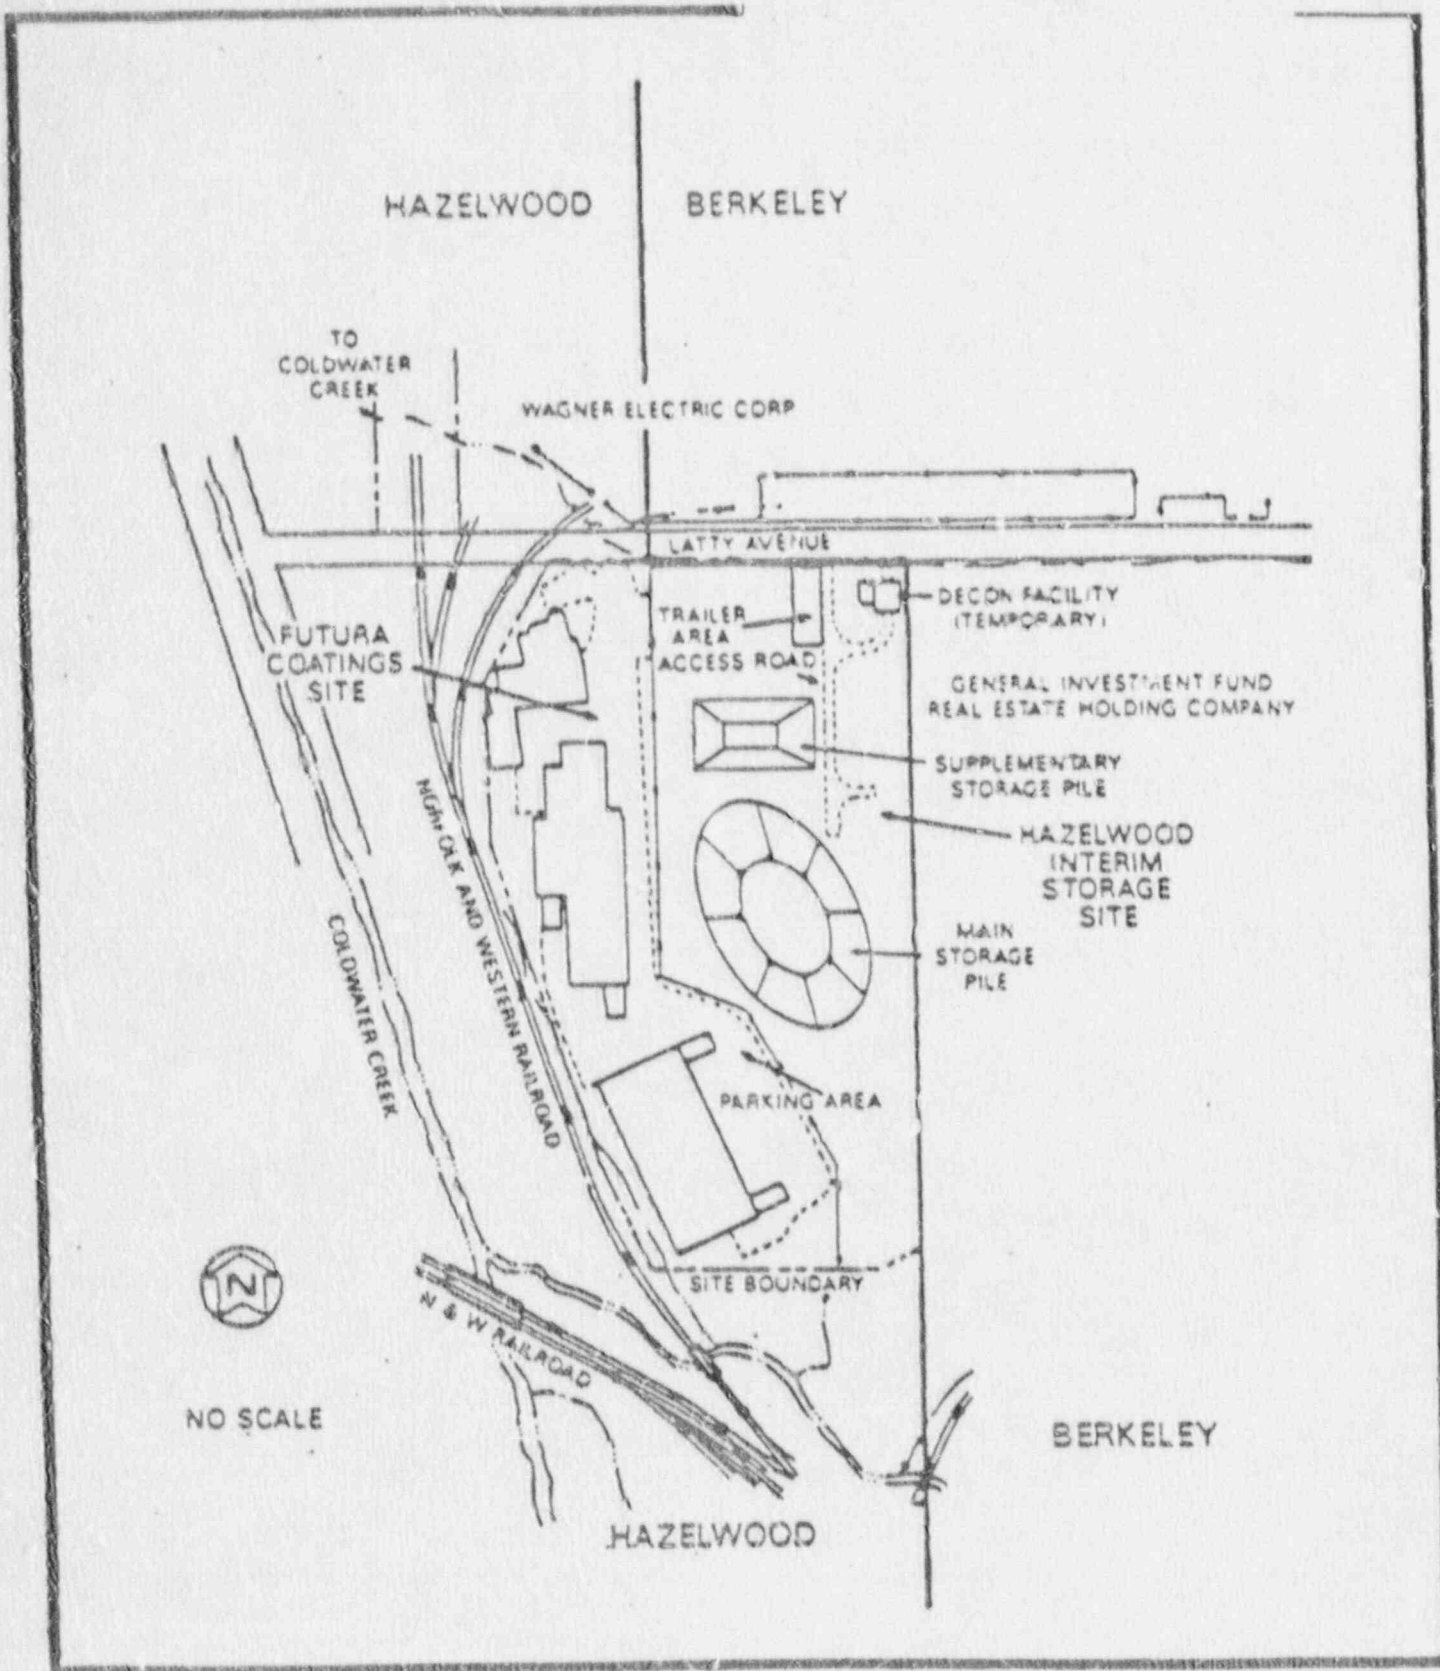 HAZELWOOD
BERKELEY
TO
COLDWATER
CREEK
WAGNER ELECTRIC CORP
LATTY AVENUE
DECON FACILITY
(TEMPORARY)
TRAILER
AREA
ACCESS ROAD
FUTURA
COATINGS
SITE
GENERAL INVESTMENT FUND
REAL ESTATE HOLDING COMPANY
SUPPLEMENTARY
STORAGE PILE
HAZELWOOD
INTERIM
STORAGE
SITE
MAIN
STORAGE
PILE
NORFOLK AND WESTERN RAILROAD
COLDWATER CREEK
PARKING AREA
SITE BOUNDARY
N
N & W RAILROAD
NO SCALE
BERKELEY
HAZELWOOD